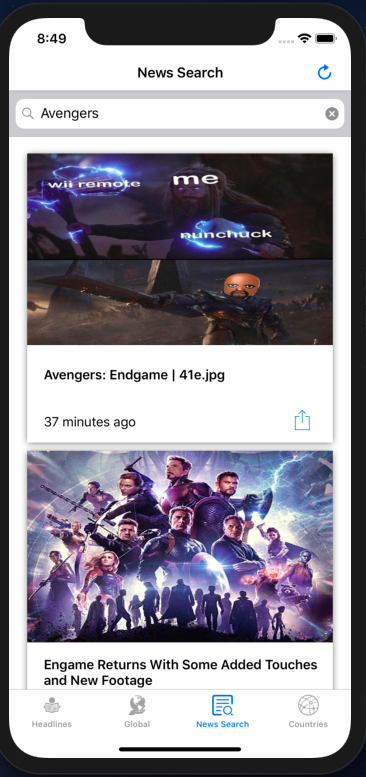 8:49
News Search
Avengers
wii remote
me
nunchuck
Avengers: Endgame | 41e.jpg
37 minutes ago
Engame Returns With Some Added Touches
and New Footage
Headlines
Global
News Search
Countries